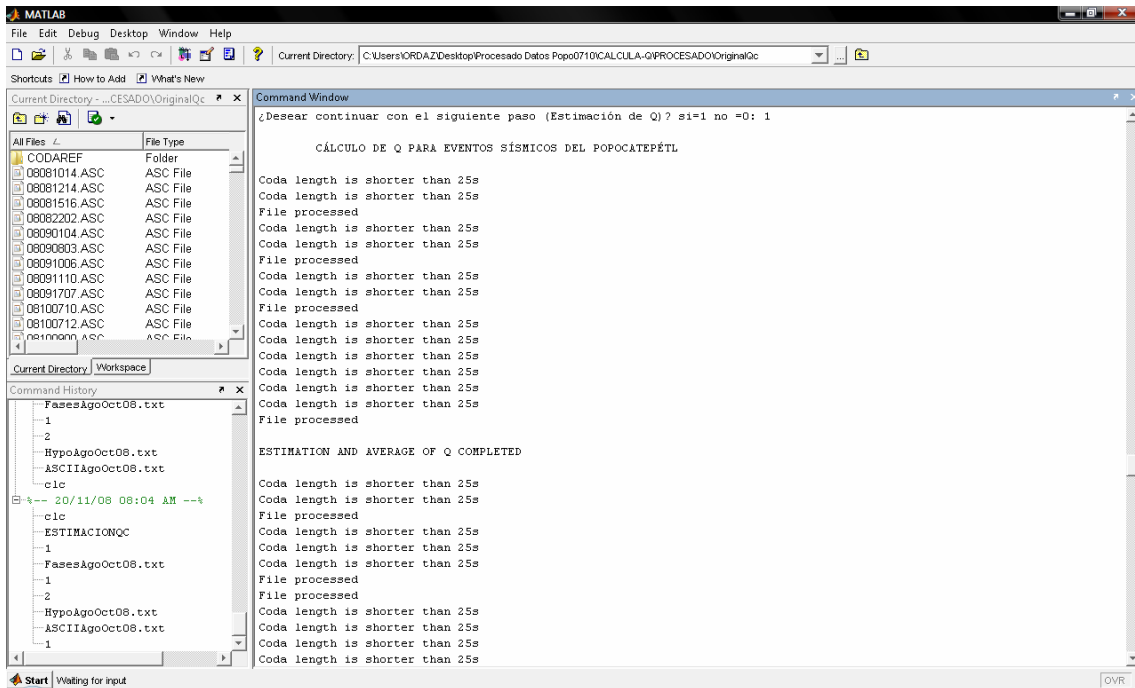 MATLAB
File Edit Debug Desktop Window Help
Current Directory: C:\Users\ORDAZ\Desktop\Procesado Datos Popo0710\CALCULA-Q\PROCESADO\OriginalQc
Shortcuts How to Add What's New
Current Directory - ...CESADO\OriginalQc
All Files File Type
CODAREF Folder
08081014.ASC ASC File
08081214.ASC ASC File
08081516.ASC ASC File
08082202.ASC ASC File
08090104.ASC ASC File
08090803.ASC ASC File
08091006.ASC ASC File
08091110.ASC ASC File
08091707.ASC ASC File
08100710.ASC ASC File
08100712.ASC ASC File
08100900.ASC ASC File
Current Directory Workspace
Command History
FasesAgoOct08.txt
1
2
HypoAgoOct08.txt
ASCIIAgoOct08.txt
clc
%-- 20/11/08 08:04 AM --%
clc
ESTIMACIONQC
1
FasesAgoOct08.txt
1
2
HypoAgoOct08.txt
ASCIIAgoOct08.txt
1
Command Window
¿Desear continuar con el siguiente paso (Estimación de Q)? si=1 no =0: 1
CÁLCULO DE Q PARA EVENTOS SÍSMICOS DEL POPOCATEPÉTL
Coda length is shorter than 25s
Coda length is shorter than 25s
File processed
Coda length is shorter than 25s
Coda length is shorter than 25s
File processed
Coda length is shorter than 25s
Coda length is shorter than 25s
File processed
Coda length is shorter than 25s
Coda length is shorter than 25s
Coda length is shorter than 25s
Coda length is shorter than 25s
Coda length is shorter than 25s
Coda length is shorter than 25s
File processed
ESTIMATION AND AVERAGE OF Q COMPLETED
Coda length is shorter than 25s
Coda length is shorter than 25s
File processed
Coda length is shorter than 25s
Coda length is shorter than 25s
Coda length is shorter than 25s
File processed
File processed
Coda length is shorter than 25s
Coda length is shorter than 25s
Coda length is shorter than 25s
Coda length is shorter than 25s
Start Waiting for input
OVR